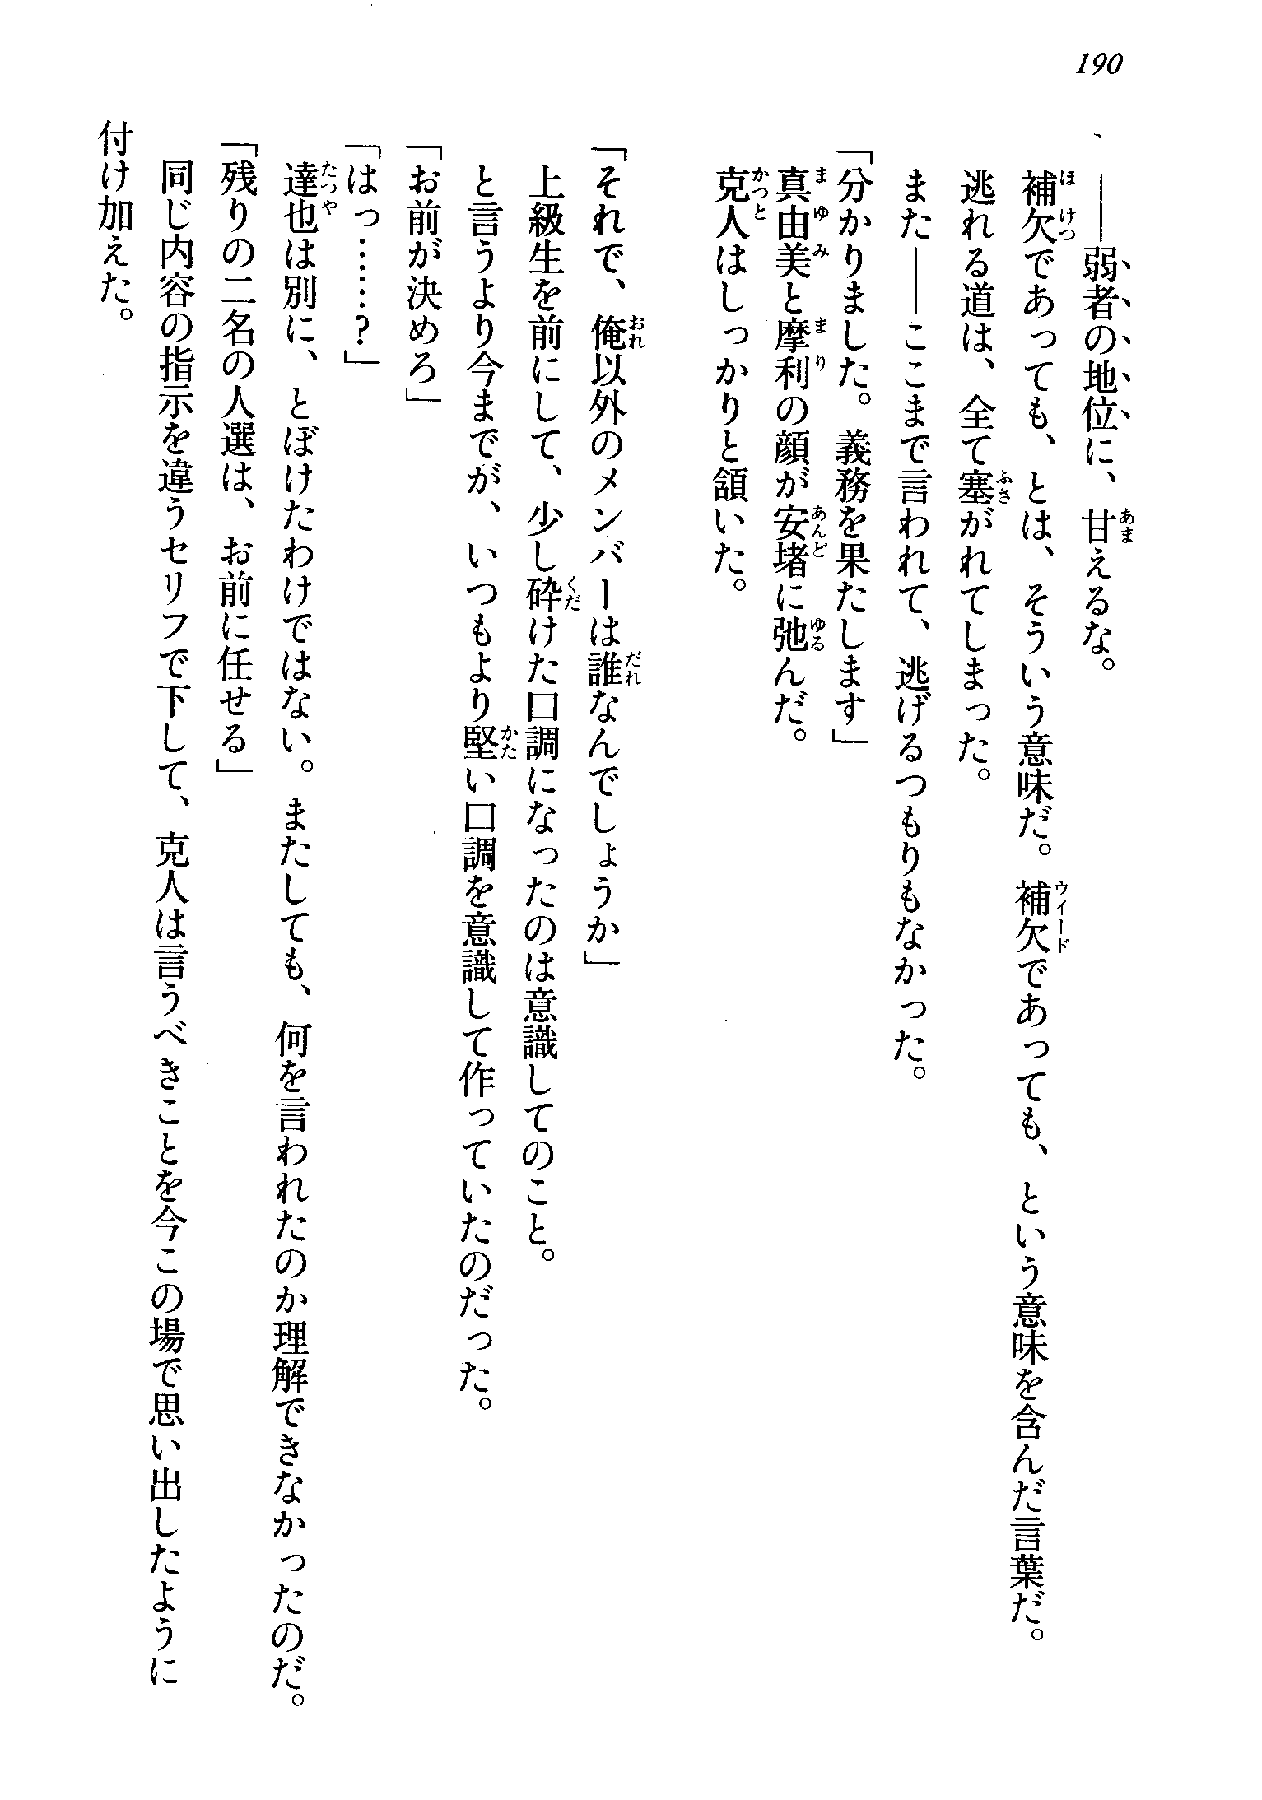 190
――弱者の地位に、甘えるな。
補欠であっても、とは、そういう意味だ。補欠であっても、という意味を含んだ言葉だ。
逃れる道は、全て塞がれてしまった。
また――ここまで言われて、逃げるつもりもなかった。
「分かりました。義務を果たします」
真由美と摩利の顔が安堵に弛んだ。
克人はしっかりと頷いた。
「それで、俺以外のメンバーは誰なんでしょうか」
上級生を前にして、少し砕けた口調になったのは意識してのこと。
と言うより今までが、いつもより堅い口調を意識して作っていたのだった。
「お前が決めろ」
「はっ……？」
達也は別に、とぼけたわけではない。またしても、何を言われたのか理解できなかったのだ。
「残りの二名の人選は、お前に任せる」
同じ内容の指示を違うセリフで下して、克人は言うべきことを今この場で思い出したように
付け加えた。